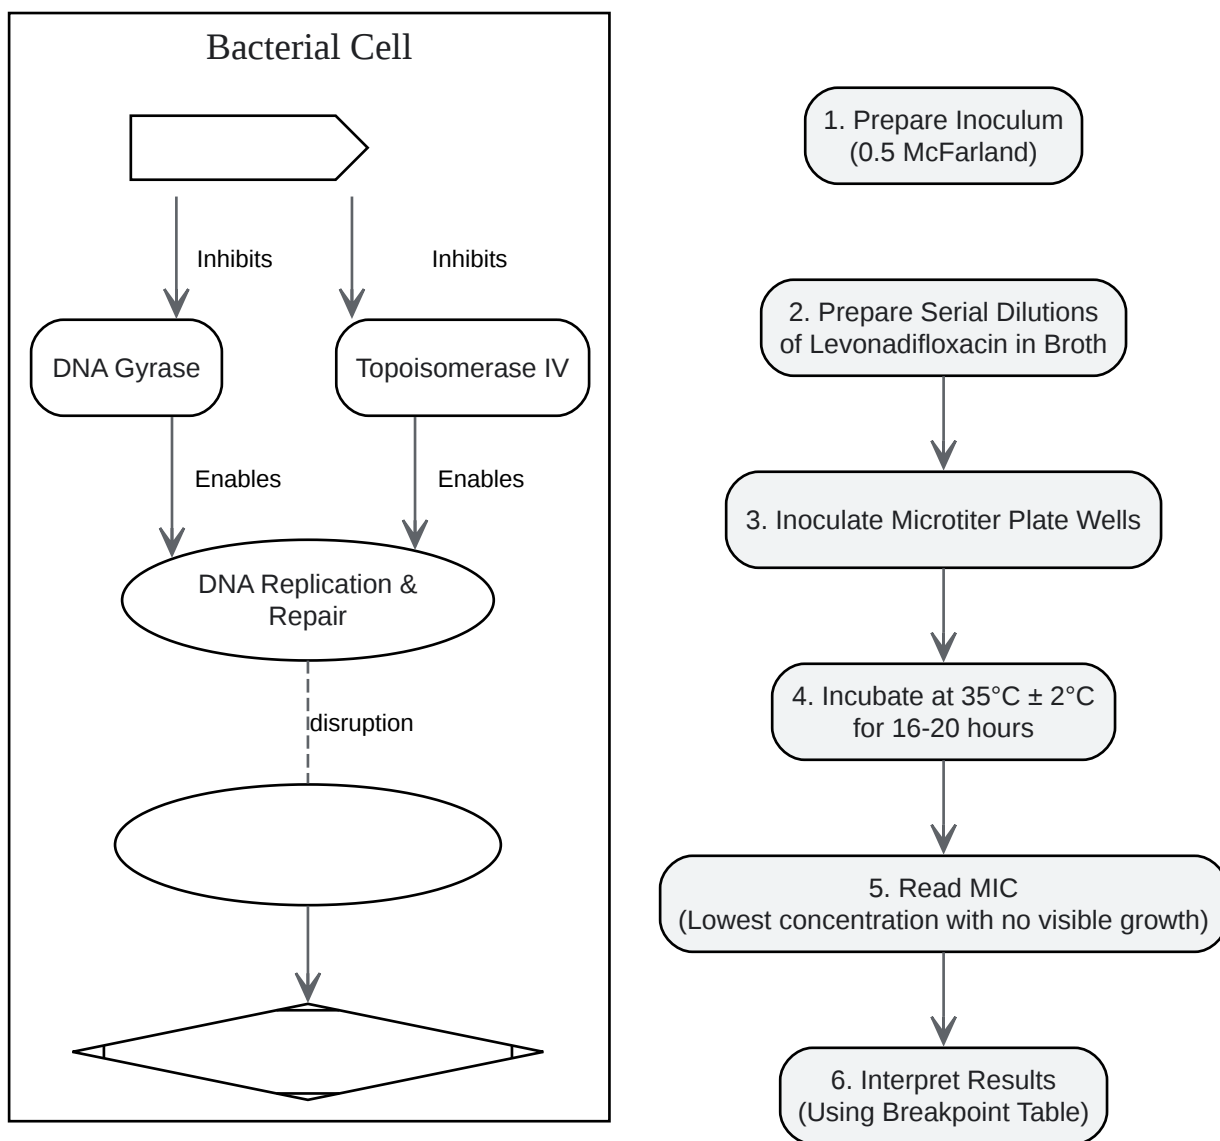 Bacterial Cell
Inhibits
Inhibits
DNA Gyrase
Topoisomerase IV
Enables
Enables
DNA Replication &
Repair
disruption
1. Prepare Inoculum
(0.5 McFarland)
2. Prepare Serial Dilutions
of Levonadifloxacin in Broth
3. Inoculate Microtiter Plate Wells
4. Incubate at 35°C ± 2°C
for 16-20 hours
5. Read MIC
(Lowest concentration with no visible growth)
6. Interpret Results
(Using Breakpoint Table)